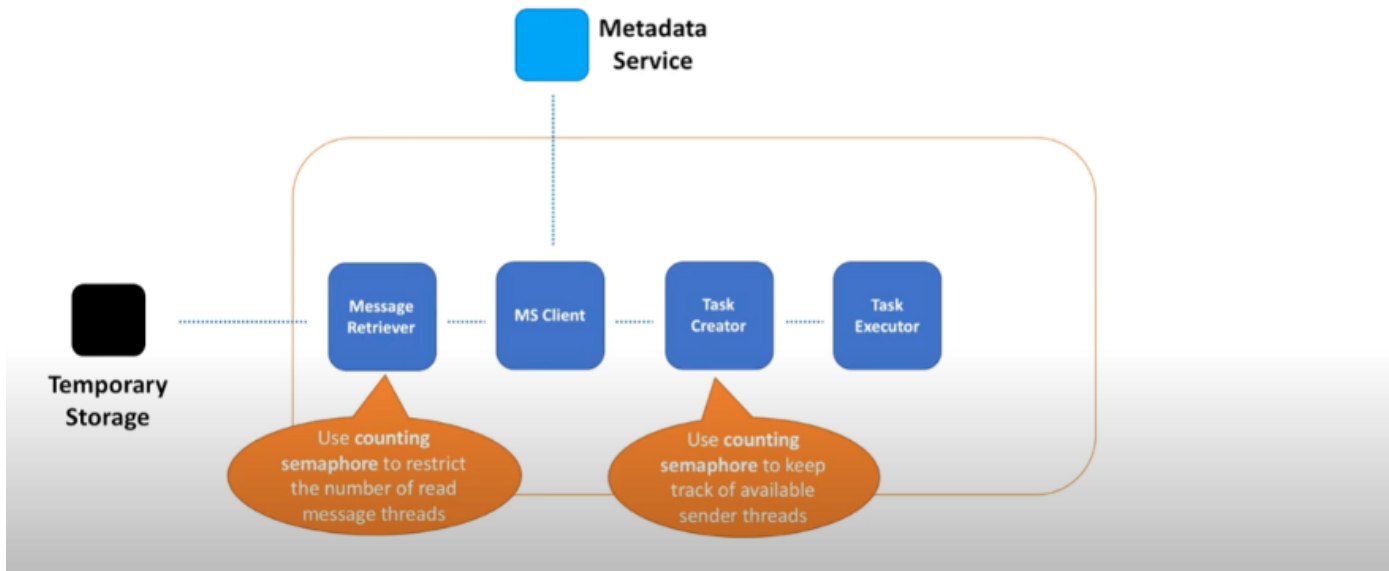 Metadata
Service
Message
Retriever
MS Client
Task
Creator
Task
Executor
Temporary
Storage
Use counting
semaphore to restrict
the number of read
message threads
Use counting
semaphore to keep
track of available
sender threads